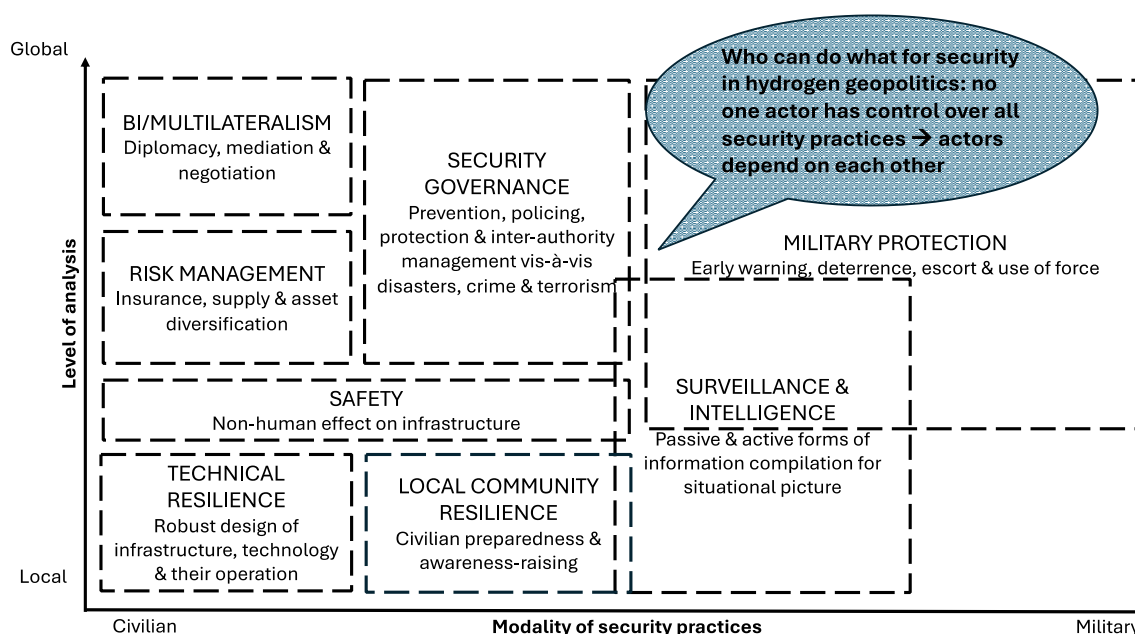 Global
BI/MULTILATERALISM
Diplomacy, mediation &
negotiation
SECURITY
GOVERNANCE
Prevention, policing,
protection & inter-authority
management vis-à-vis
disasters, crime & terrorism
Who can do what for security
in hydrogen geopolitics: no
one actor has control over all
security practices → actors
depend on each other
MILITARY PROTECTION
Early warning, deterrence, escort & use of force
Level of analysis
RISK MANAGEMENT
Insurance, supply & asset
diversification
SAFETY
Non-human effect on infrastructure
SURVEILLANCE &
INTELLIGENCE
Passive & active forms of
information compilation for
situational picture
TECHNICAL
RESILIENCE
Robust design of
infrastructure, technology
& their operation
LOCAL COMMUNITY
RESILIENCE
Civilian preparedness &
awareness-raising
Local
Civilian
Modality of security practices
Military